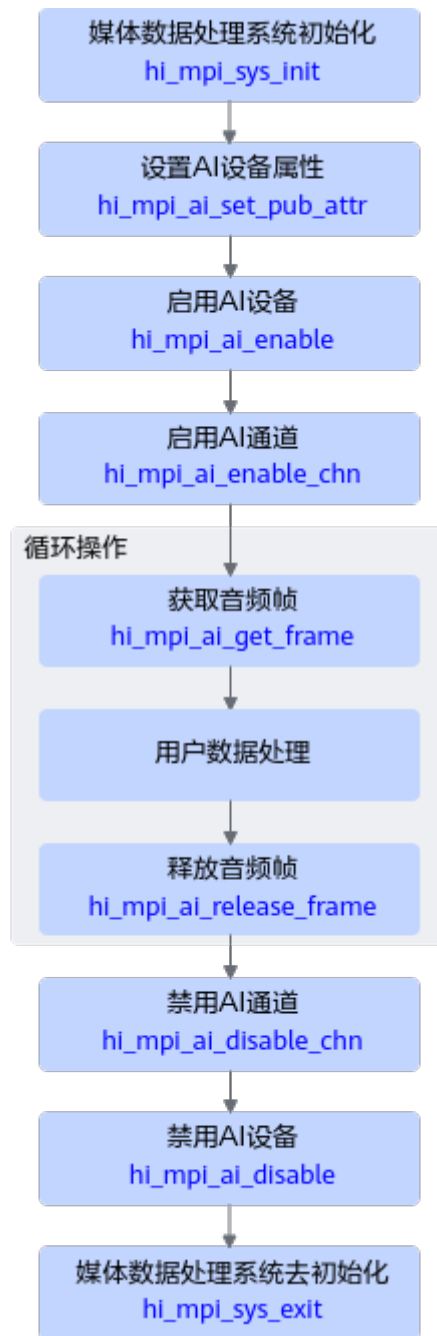 媒体数据处理系统初始化
hi_mpi_sys_init
设置AI设备属性
hi_mpi_ai_set_pub_attr
启用AI设备
hi_mpi_ai_enable
启用AI通道
hi_mpi_ai_enable_chn
循环操作
获取音频帧
hi_mpi_ai_get_frame
用户数据处理
释放音频帧
hi_mpi_ai_release_frame
禁用AI通道
hi_mpi_ai_disable_chn
禁用AI设备
hi_mpi_ai_disable
媒体数据处理系统去初始化
hi_mpi_sys_exit